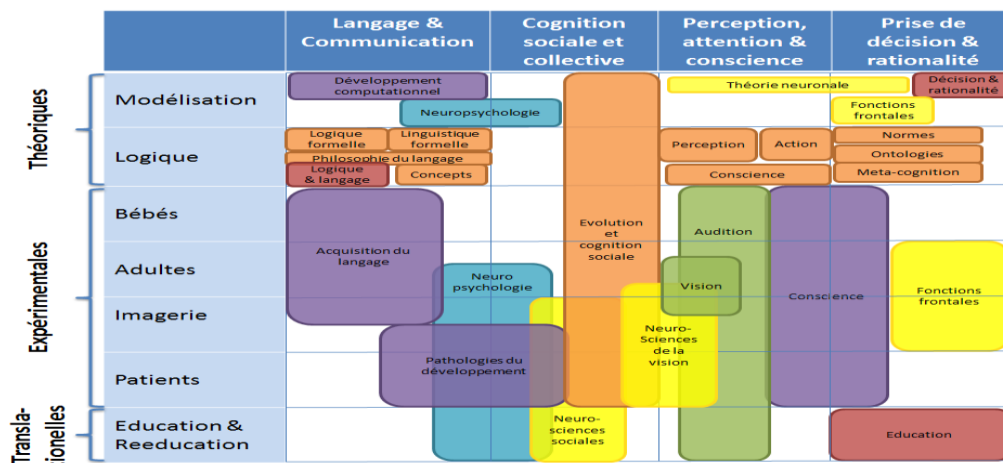 Langage &
Communication
Cognition
sociale et
collective
Perception,
attention &
conscience
Prise de
décision &
rationalité
Théoriques
Modélisation
Développement
computationnel
Neuropsychologie
Théorie neuronale
Décision &
rationalité
Fonctions
frontales
Logique
Logique
formelle
Linguistique
formelle
Philosophie du langage
Logique
& langage
Concepts
Perception
Action
Conscience
Normes
Ontologies
Meta-cognition
Expérimentales
Bébés
Adultes
Imagerie
Patients
Acquisition du
langage
Neuro
psychologie
Pathologies du
développement
Evolution
et
cognition
sociale
Audition
Vision
Neuro-
Sciences
de la
vision
Conscience
Fonctions
frontales
Transla-
tionelles
Education &
Reeducation
Neuro-
sciences
sociales
Education